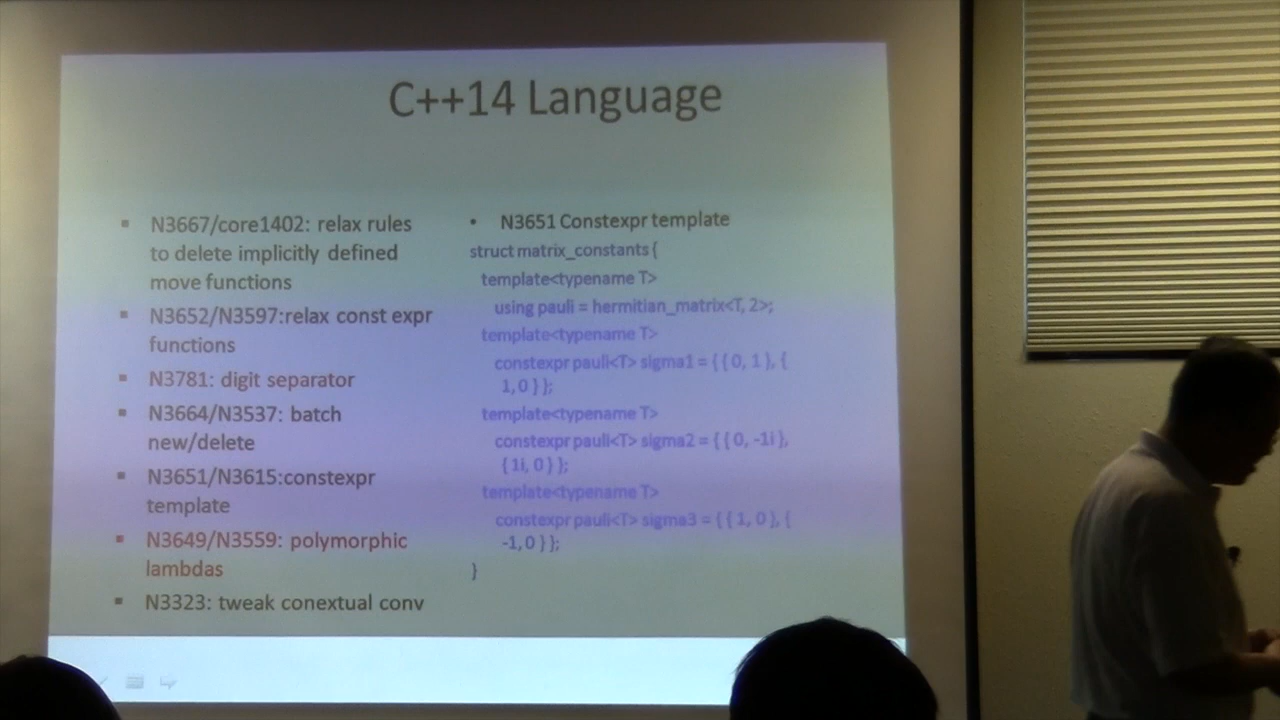 C++14 Language
N3667/core1402: relax rules
to delete implicitly defined
move functions
N3652/N3597:relax const expr
functions
N3781: digit separator
N3664/N3537: batch
new/delete
N3651/N3615:constexpr
template
N3649/N3559: polymorphic
lambdas
N3323: tweak conextual conv
N3651 Constexpr template
struct matrix_constants {
template<typename T>
using pauli = hermitian_matrix<T, 2>;
template<typename T>
constexpr pauli<T> sigma1 = { { 0, 1 }, {
1, 0 } };
template<typename T>
constexpr pauli<T> sigma2 = { { 0, -1i },
{ 1i, 0 } };
template<typename T>
constexpr pauli<T> sigma3 = { { 1, 0 }, {
-1, 0 } };
}